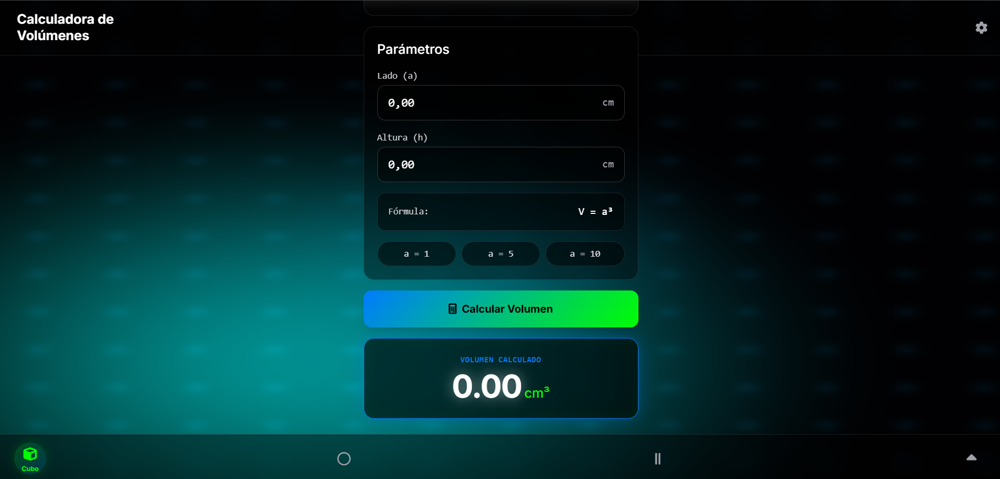 Calculadora de
Volúmenes
Parámetros
Lado (a)
0,00 cm
Altura (h)
0,00 cm
Fórmula: V = a³
a = 1 a = 5 a = 10
Calcular Volumen
VOLUMEN CALCULADO
0.00 cm³
Cubo